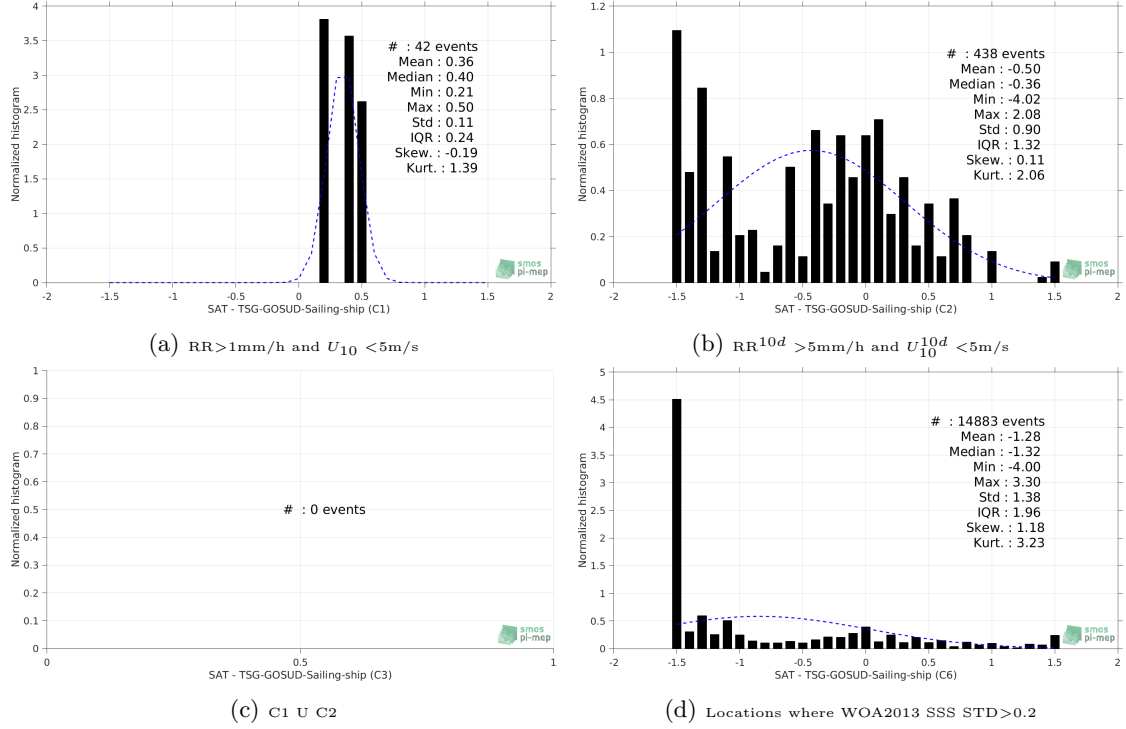 4
3.5
3
2.5
2
1.5
1
0.5
0
Normalized histogram
# : 42 events
Mean : 0.36
Median : 0.40
Min : 0.21
Max : 0.50
Std : 0.11
IQR : 0.24
Skew. : -0.19
Kurt. : 1.39
smos
pi-mep
-2 -1.5 -1 -0.5 0 0.5 1 1.5 2
SAT - TSG-GOSUD-Sailing-ship (C1)
(a) RR>1mm/h and U10 <5m/s
1.2
1
0.8
0.6
0.4
0.2
0
Normalized histogram
# : 438 events
Mean : -0.50
Median : -0.36
Min : -4.02
Max : 2.08
Std : 0.90
IQR : 1.32
Skew. : 0.11
Kurt. : 2.06
smos
pi-mep
-2 -1.5 -1 -0.5 0 0.5 1 1.5 2
SAT - TSG-GOSUD-Sailing-ship (C2)
(b) RR10d >5mm/h and U10d10 <5m/s
1
0.9
0.8
0.7
0.6
0.5
0.4
0.3
0.2
0.1
0
Normalized histogram
# : 0 events
smos
pi-mep
0 0.5 1
SAT - TSG-GOSUD-Sailing-ship (C3)
(c) C1 U C2
5
4.5
4
3.5
3
2.5
2
1.5
1
0.5
0
Normalized histogram
# : 14883 events
Mean : -1.28
Median : -1.32
Min : -4.00
Max : 3.30
Std : 1.38
IQR : 1.96
Skew. : 1.18
Kurt. : 3.23
smos
pi-mep
-2 -1.5 -1 -0.5 0 0.5 1 1.5 2
SAT - TSG-GOSUD-Sailing-ship (C6)
(d) Locations where WOA2013 SSS STD>0.2